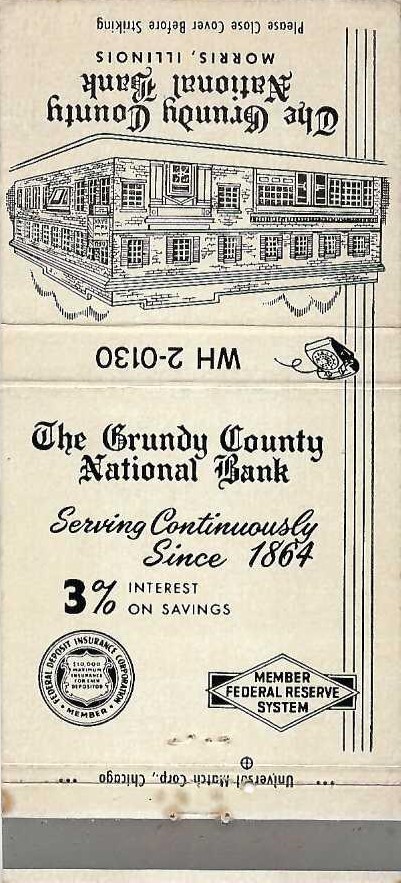 Please Close Cover Before Striking
The Grundy County
National Bank
MORRIS, ILLINOIS
WH 2-0130
The Grundy County
National Bank
Serving Continuously
Since 1864
3% INTEREST
ON SAVINGS
FEDERAL DEPOSIT INSURANCE CORPORATION
$10,000
MAXIMUM
INSURANCE
FOR EACH
DEPOSITOR
• MEMBER •
MEMBER
FEDERAL RESERVE
SYSTEM
••• Universal Match Corp., Chicago •••